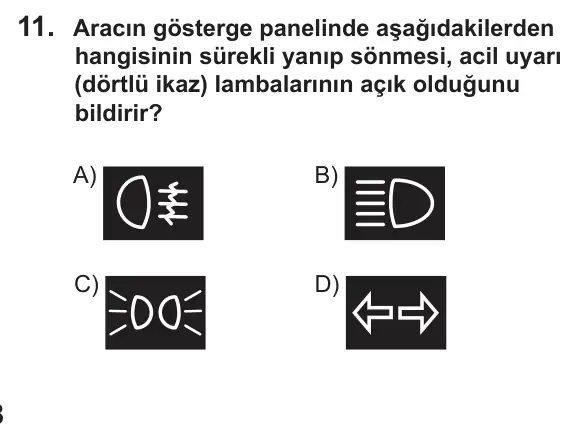 11. Aracın gösterge panelinde aşağıdakilerden
hangisinin sürekli yanıp sönmesi, acil uyarı
(dörtlü ikaz) lambalarının açık olduğunu
bildirir?
A) B)
C) D)